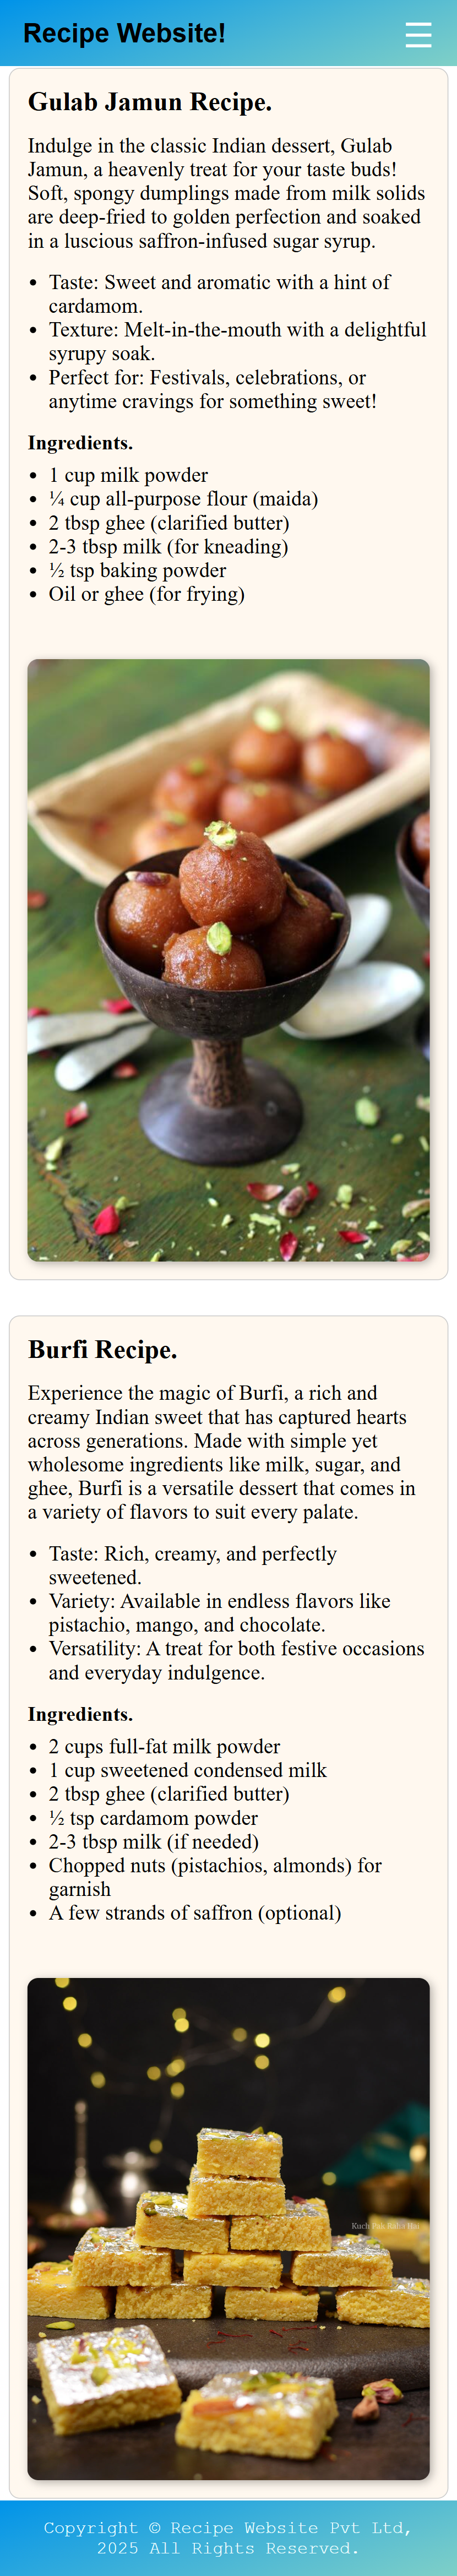 Recipe Website!
Gulab Jamun Recipe.
Indulge in the classic Indian dessert, Gulab
Jamun, a heavenly treat for your taste buds!
Soft, spongy dumplings made from milk solids
are deep-fried to golden perfection and soaked
in a luscious saffron-infused sugar syrup.
• Taste: Sweet and aromatic with a hint of
cardamom.
• Texture: Melt-in-the-mouth with a delightful
syrupy soak.
• Perfect for: Festivals, celebrations, or
anytime cravings for something sweet!
Ingredients.
• 1 cup milk powder
• ¼ cup all-purpose flour (maida)
• 2 tbsp ghee (clarified butter)
• 2-3 tbsp milk (for kneading)
• ½ tsp baking powder
• Oil or ghee (for frying)
Burfi Recipe.
Experience the magic of Burfi, a rich and
creamy Indian sweet that has captured hearts
across generations. Made with simple yet
wholesome ingredients like milk, sugar, and
ghee, Burfi is a versatile dessert that comes in
a variety of flavors to suit every palate.
• Taste: Rich, creamy, and perfectly
sweetened.
• Variety: Available in endless flavors like
pistachio, mango, and chocolate.
• Versatility: A treat for both festive occasions
and everyday indulgence.
Ingredients.
• 2 cups full-fat milk powder
• 1 cup sweetened condensed milk
• 2 tbsp ghee (clarified butter)
• ½ tsp cardamom powder
• 2-3 tbsp milk (if needed)
• Chopped nuts (pistachios, almonds) for
garnish
• A few strands of saffron (optional)
Kuch Pak Raha Hai
Copyright © Recipe Website Pvt Ltd,
2025 All Rights Reserved.